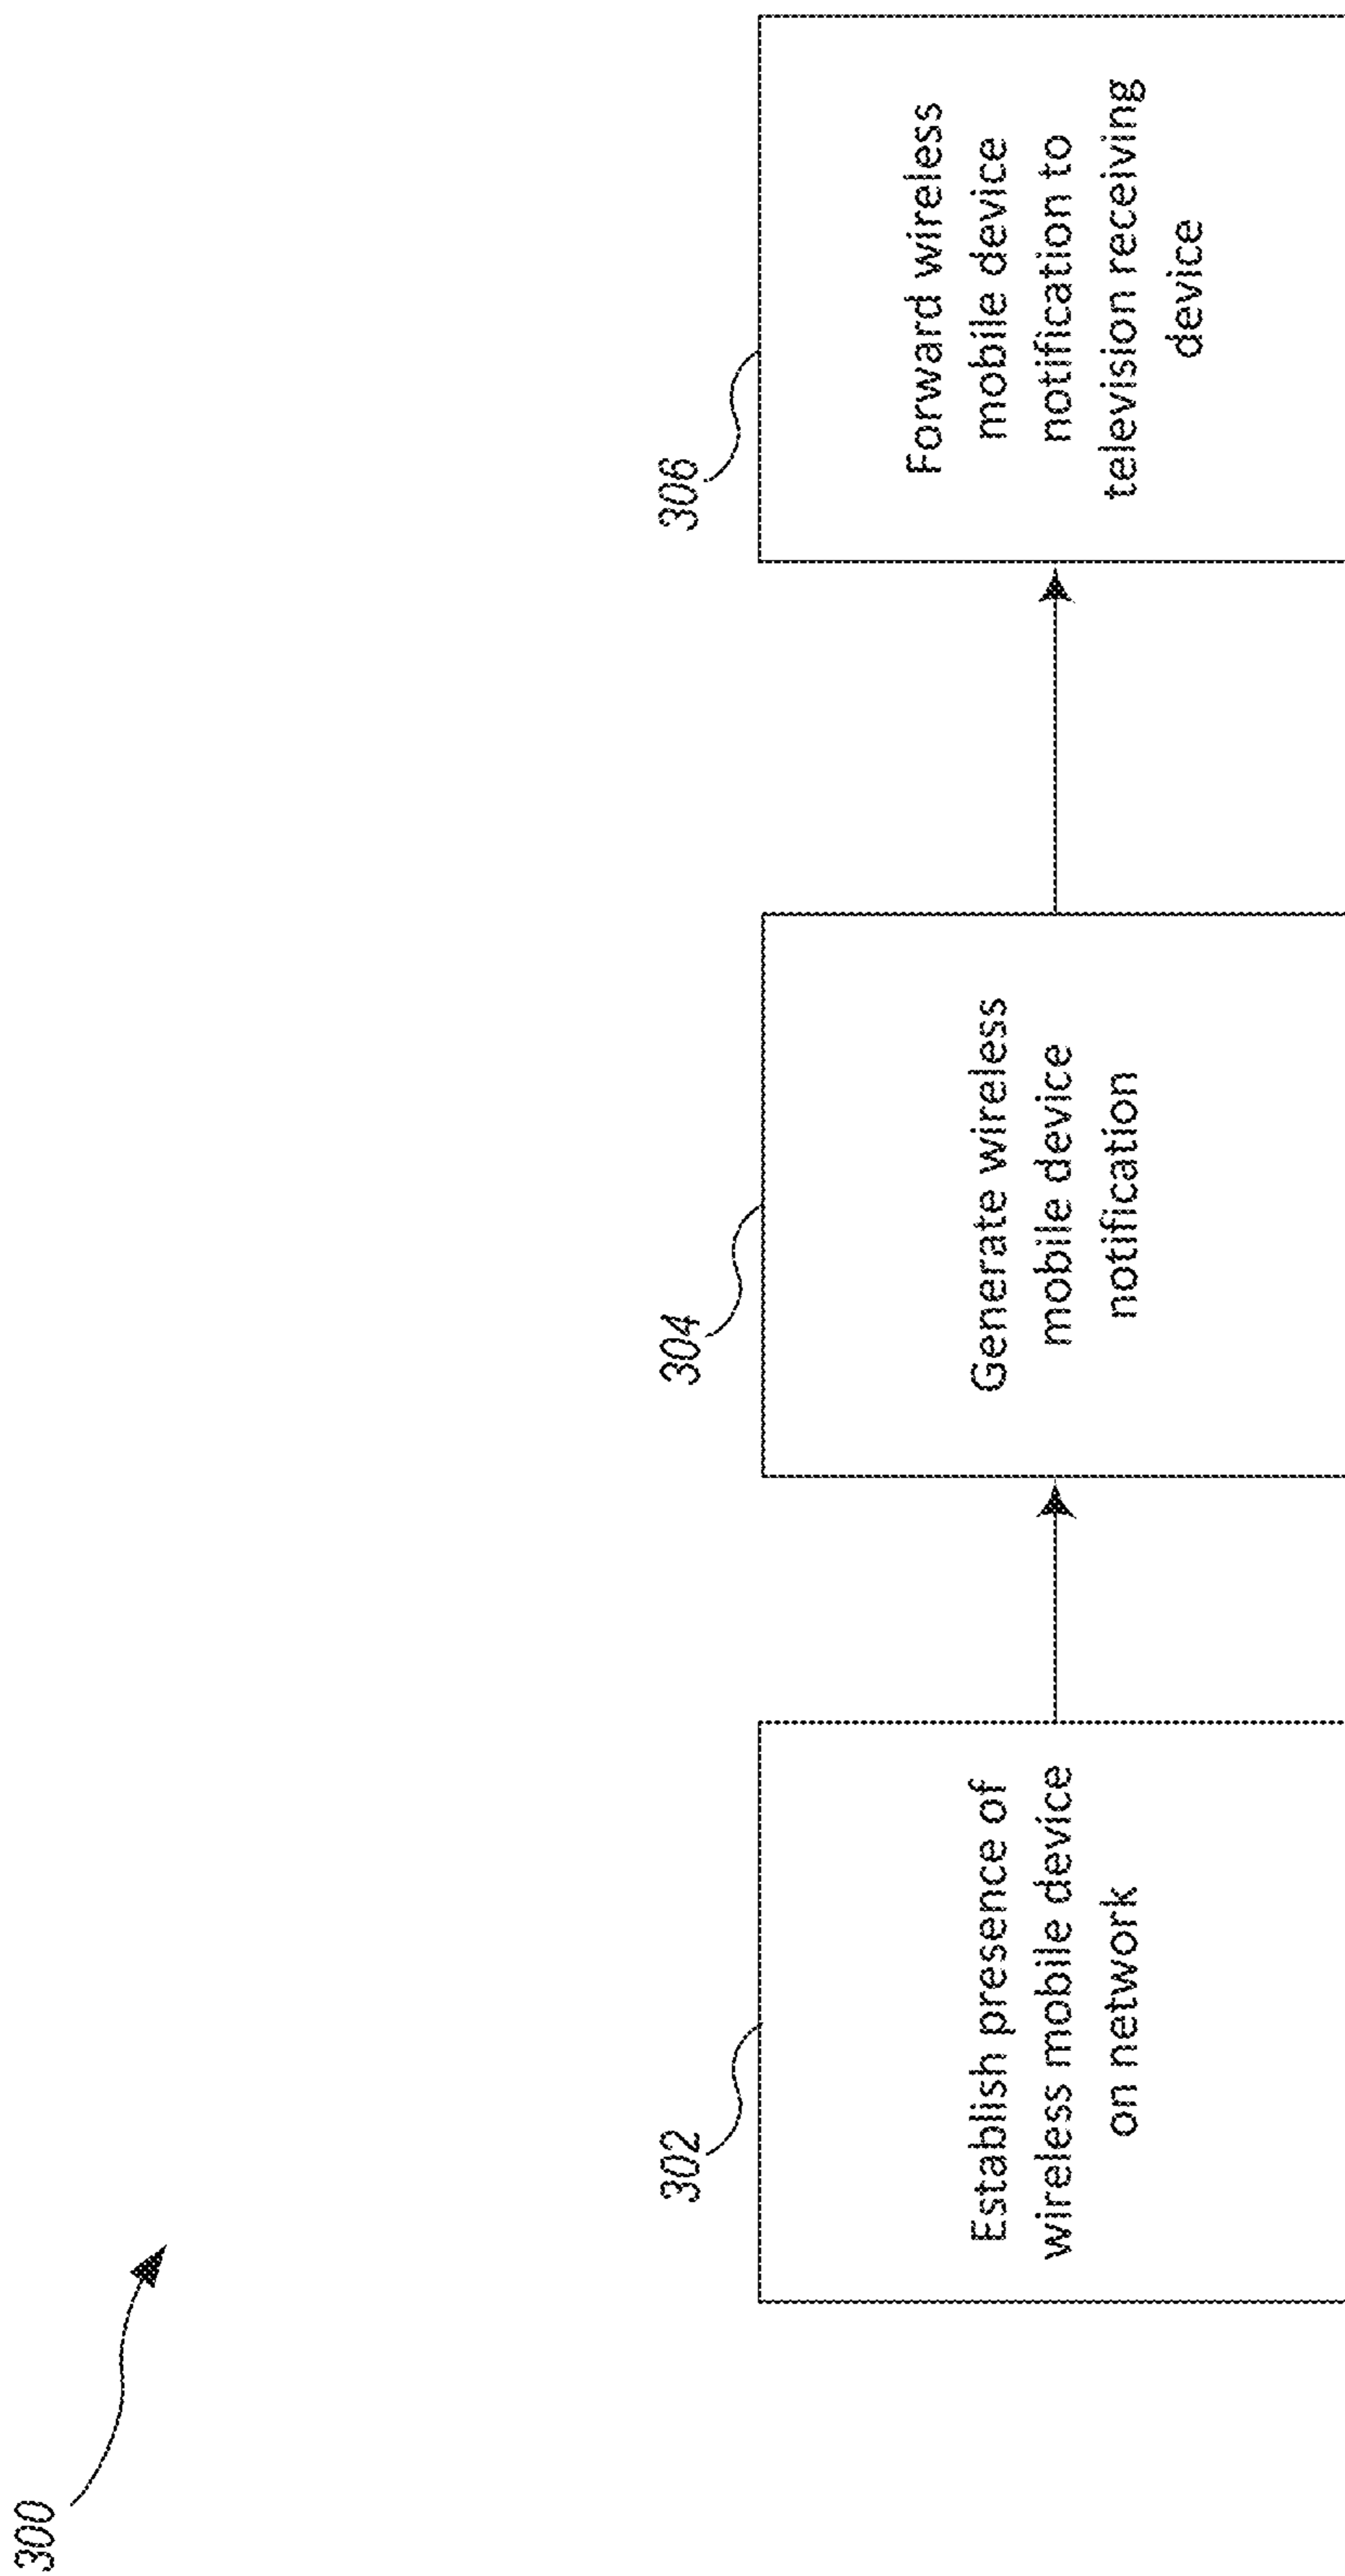 300
302
Establish presence of
wireless mobile device
on network
304
Generate wireless
mobile device
notification
306
Forward wireless
mobile device
notification to
television receiving
device